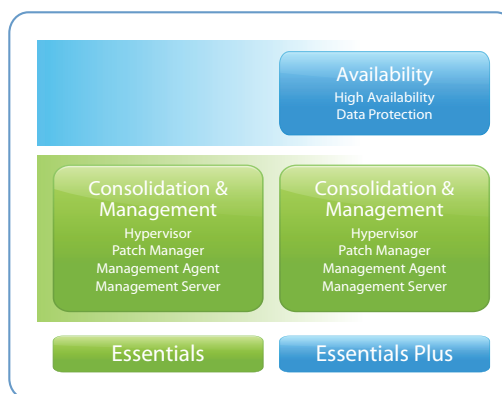 Availability
High Availability
Data Protection
Consolidation &
Management
Hypervisor
Patch Manager
Management Agent
Management Server
Consolidation &
Management
Hypervisor
Patch Manager
Management Agent
Management Server
Essentials
Essentials Plus